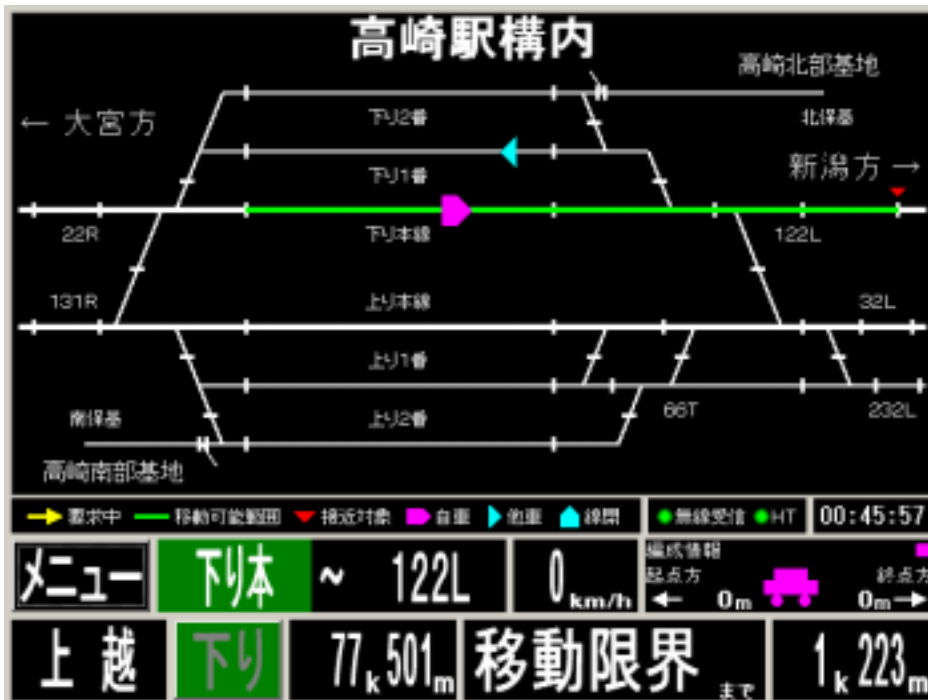 高崎駅構内
高崎北部基地
← 大宮方
下り2番
北保基
下り1番
新潟方 →
22R
下り本線
122L
131R
上り本線
32L
上り1番
南保基
上り2番
66T
232L
高崎南部基地
要求中 移動可能範囲 接近対象 自車 他車 線閉 無線受信 HT 00:45:57
メニュー 下り本 ~ 122L 0km/h
編成情報
起点方 終点方
← 0m 0m→
上越 下り 77k501m 移動限界まで 1k223m